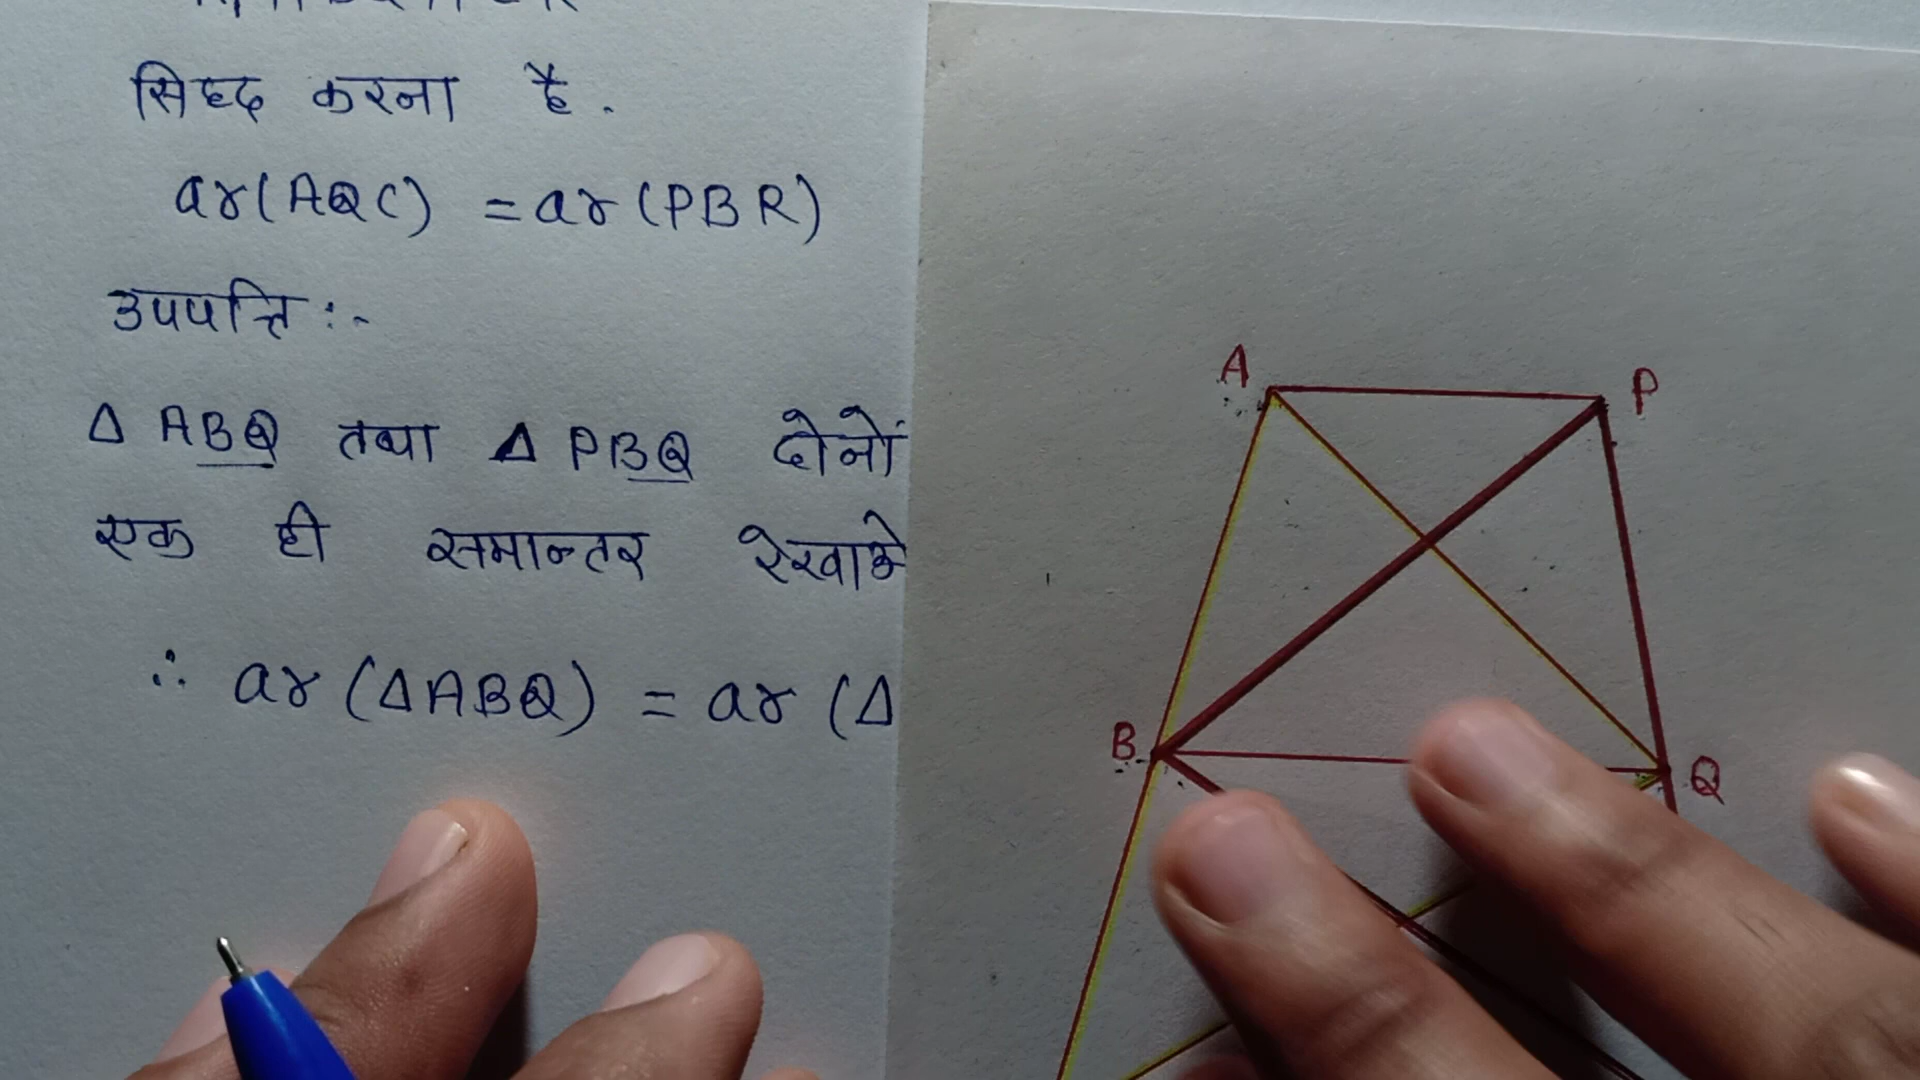 सिद्ध करना है.
ar(AQC) = ar(PBR)
उपपत्ति :-
Δ ABQ तथा Δ PBQ दोनों
एक ही समान्तर
∴ ar (ΔABQ) = ar (Δ
A
P
B
Q